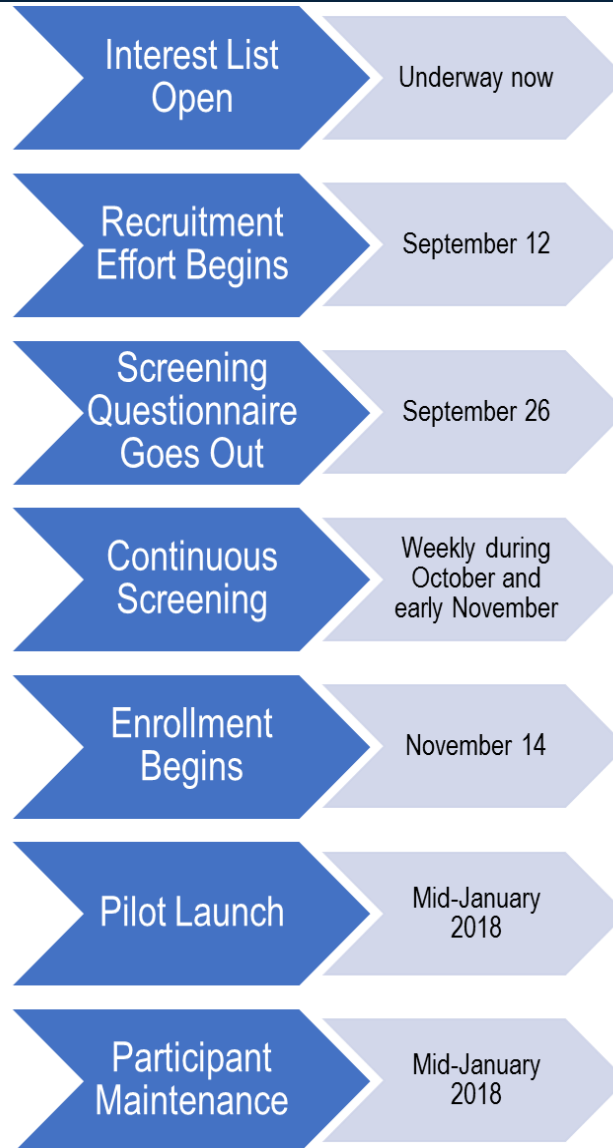 Interest List
Open
Underway now
Recruitment
Effort Begins
September 12
Screening
Questionnaire
Goes Out
September 26
Continuous
Screening
Weekly during
October and
early November
Enrollment
Begins
November 14
Pilot Launch
Mid-January
2018
Participant
Maintenance
Mid-January
2018